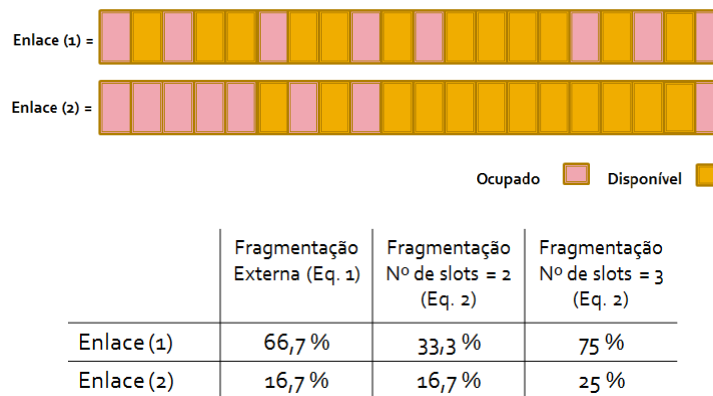 Enlace (1) =
Enlace (2) =
Ocupado Disponível
Fragmentação Externa (Eq. 1)
Fragmentação Nº de slots = 2 (Eq. 2)
Fragmentação Nº de slots = 3 (Eq. 2)
Enlace (1) 66,7 % 33,3 % 75 %
Enlace (2) 16,7 % 16,7 % 25 %